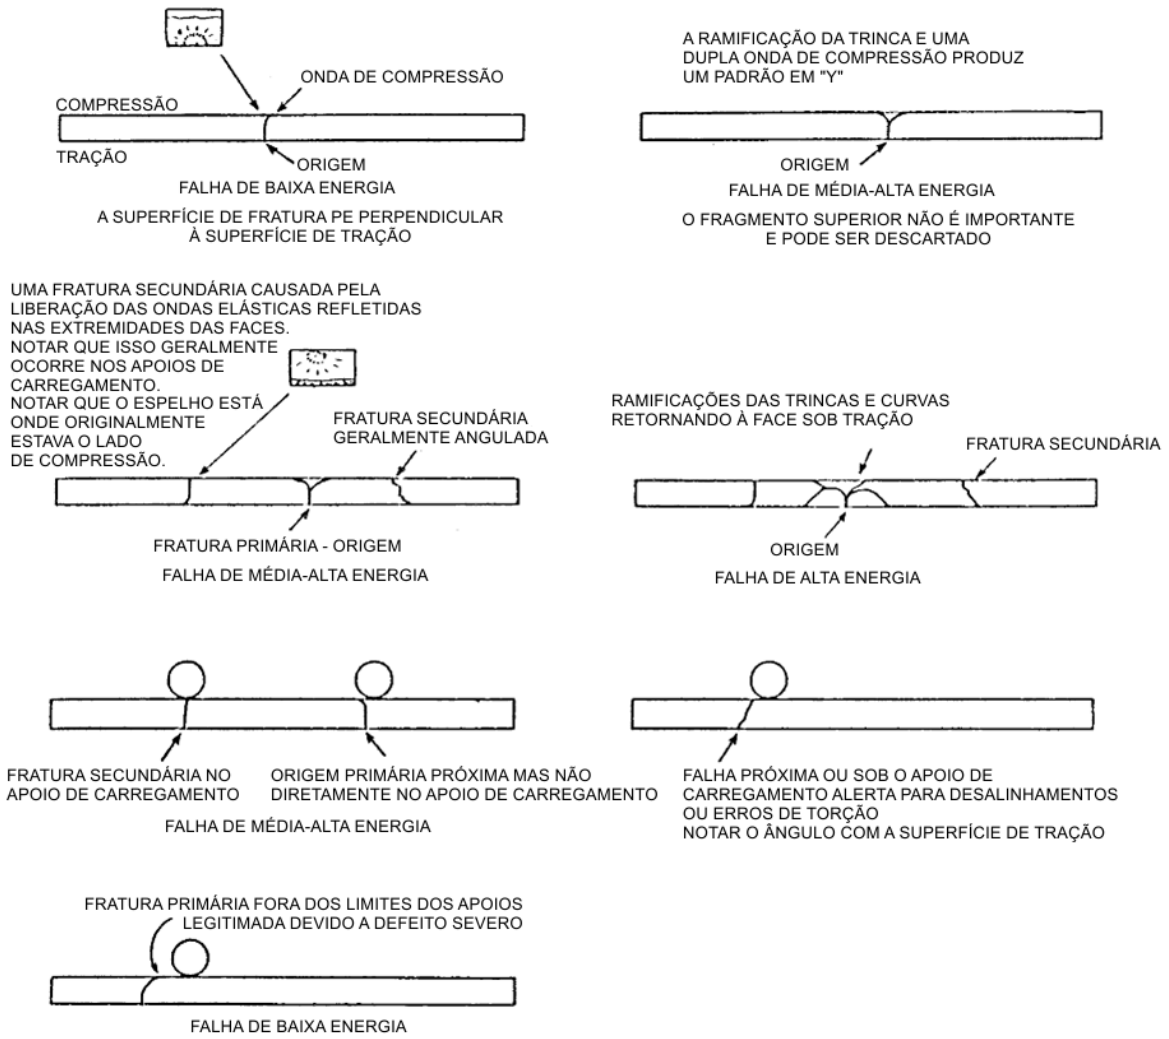 ONDA DE COMPRESSÃO
COMPRESSÃO
TRAÇÃO
ORIGEM
FALHA DE BAIXA ENERGIA
A SUPERFÍCIE DE FRATURA PE PERPENDICULAR
À SUPERFÍCIE DE TRAÇÃO
A RAMIFICAÇÃO DA TRINCA E UMA
DUPLA ONDA DE COMPRESSÃO PRODUZ
UM PADRÃO EM "Y"
ORIGEM
FALHA DE MÉDIA-ALTA ENERGIA
O FRAGMENTO SUPERIOR NÃO É IMPORTANTE
E PODE SER DESCARTADO
UMA FRATURA SECUNDÁRIA CAUSADA PELA
LIBERAÇÃO DAS ONDAS ELÁSTICAS REFLETIDAS
NAS EXTREMIDADES DAS FACES.
NOTAR QUE ISSO GERALMENTE
OCORRE NOS APOIOS DE
CARREGAMENTO.
NOTAR QUE O ESPELHO ESTÁ
ONDE ORIGINALMENTE
ESTAVA O LADO
DE COMPRESSÃO.
FRATURA SECUNDÁRIA
GERALMENTE ANGULADA
FRATURA PRIMÁRIA - ORIGEM
FALHA DE MÉDIA-ALTA ENERGIA
RAMIFICAÇÕES DAS TRINCAS E CURVAS
RETORNANDO À FACE SOB TRAÇÃO
FRATURA SECUNDÁRIA
ORIGEM
FALHA DE ALTA ENERGIA
FRATURA SECUNDÁRIA NO
APOIO DE CARREGAMENTO
ORIGEM PRIMÁRIA PRÓXIMA MAS NÃO
DIRETAMENTE NO APOIO DE CARREGAMENTO
FALHA DE MÉDIA-ALTA ENERGIA
FALHA PRÓXIMA OU SOB O APOIO DE
CARREGAMENTO ALERTA PARA DESALINHAMENTOS
OU ERROS DE TORÇÃO
NOTAR O ÂNGULO COM A SUPERFÍCIE DE TRAÇÃO
FRATURA PRIMÁRIA FORA DOS LIMITES DOS APOIOS
LEGITIMADA DEVIDO A DEFEITO SEVERO
FALHA DE BAIXA ENERGIA